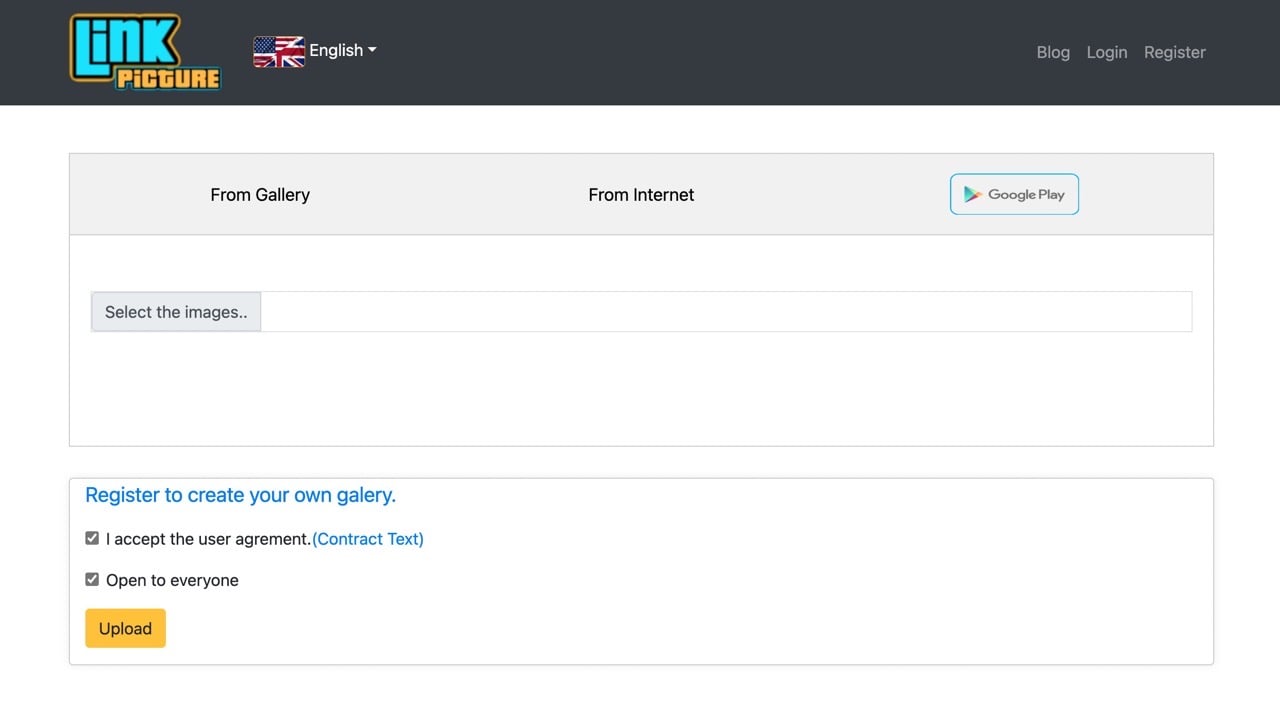 LiNK
PiCTURE
English
Blog Login Register
From Gallery From Internet Google Play
Select the images..
Register to create your own galery.
I accept the user agrement.(Contract Text)
Open to everyone
Upload